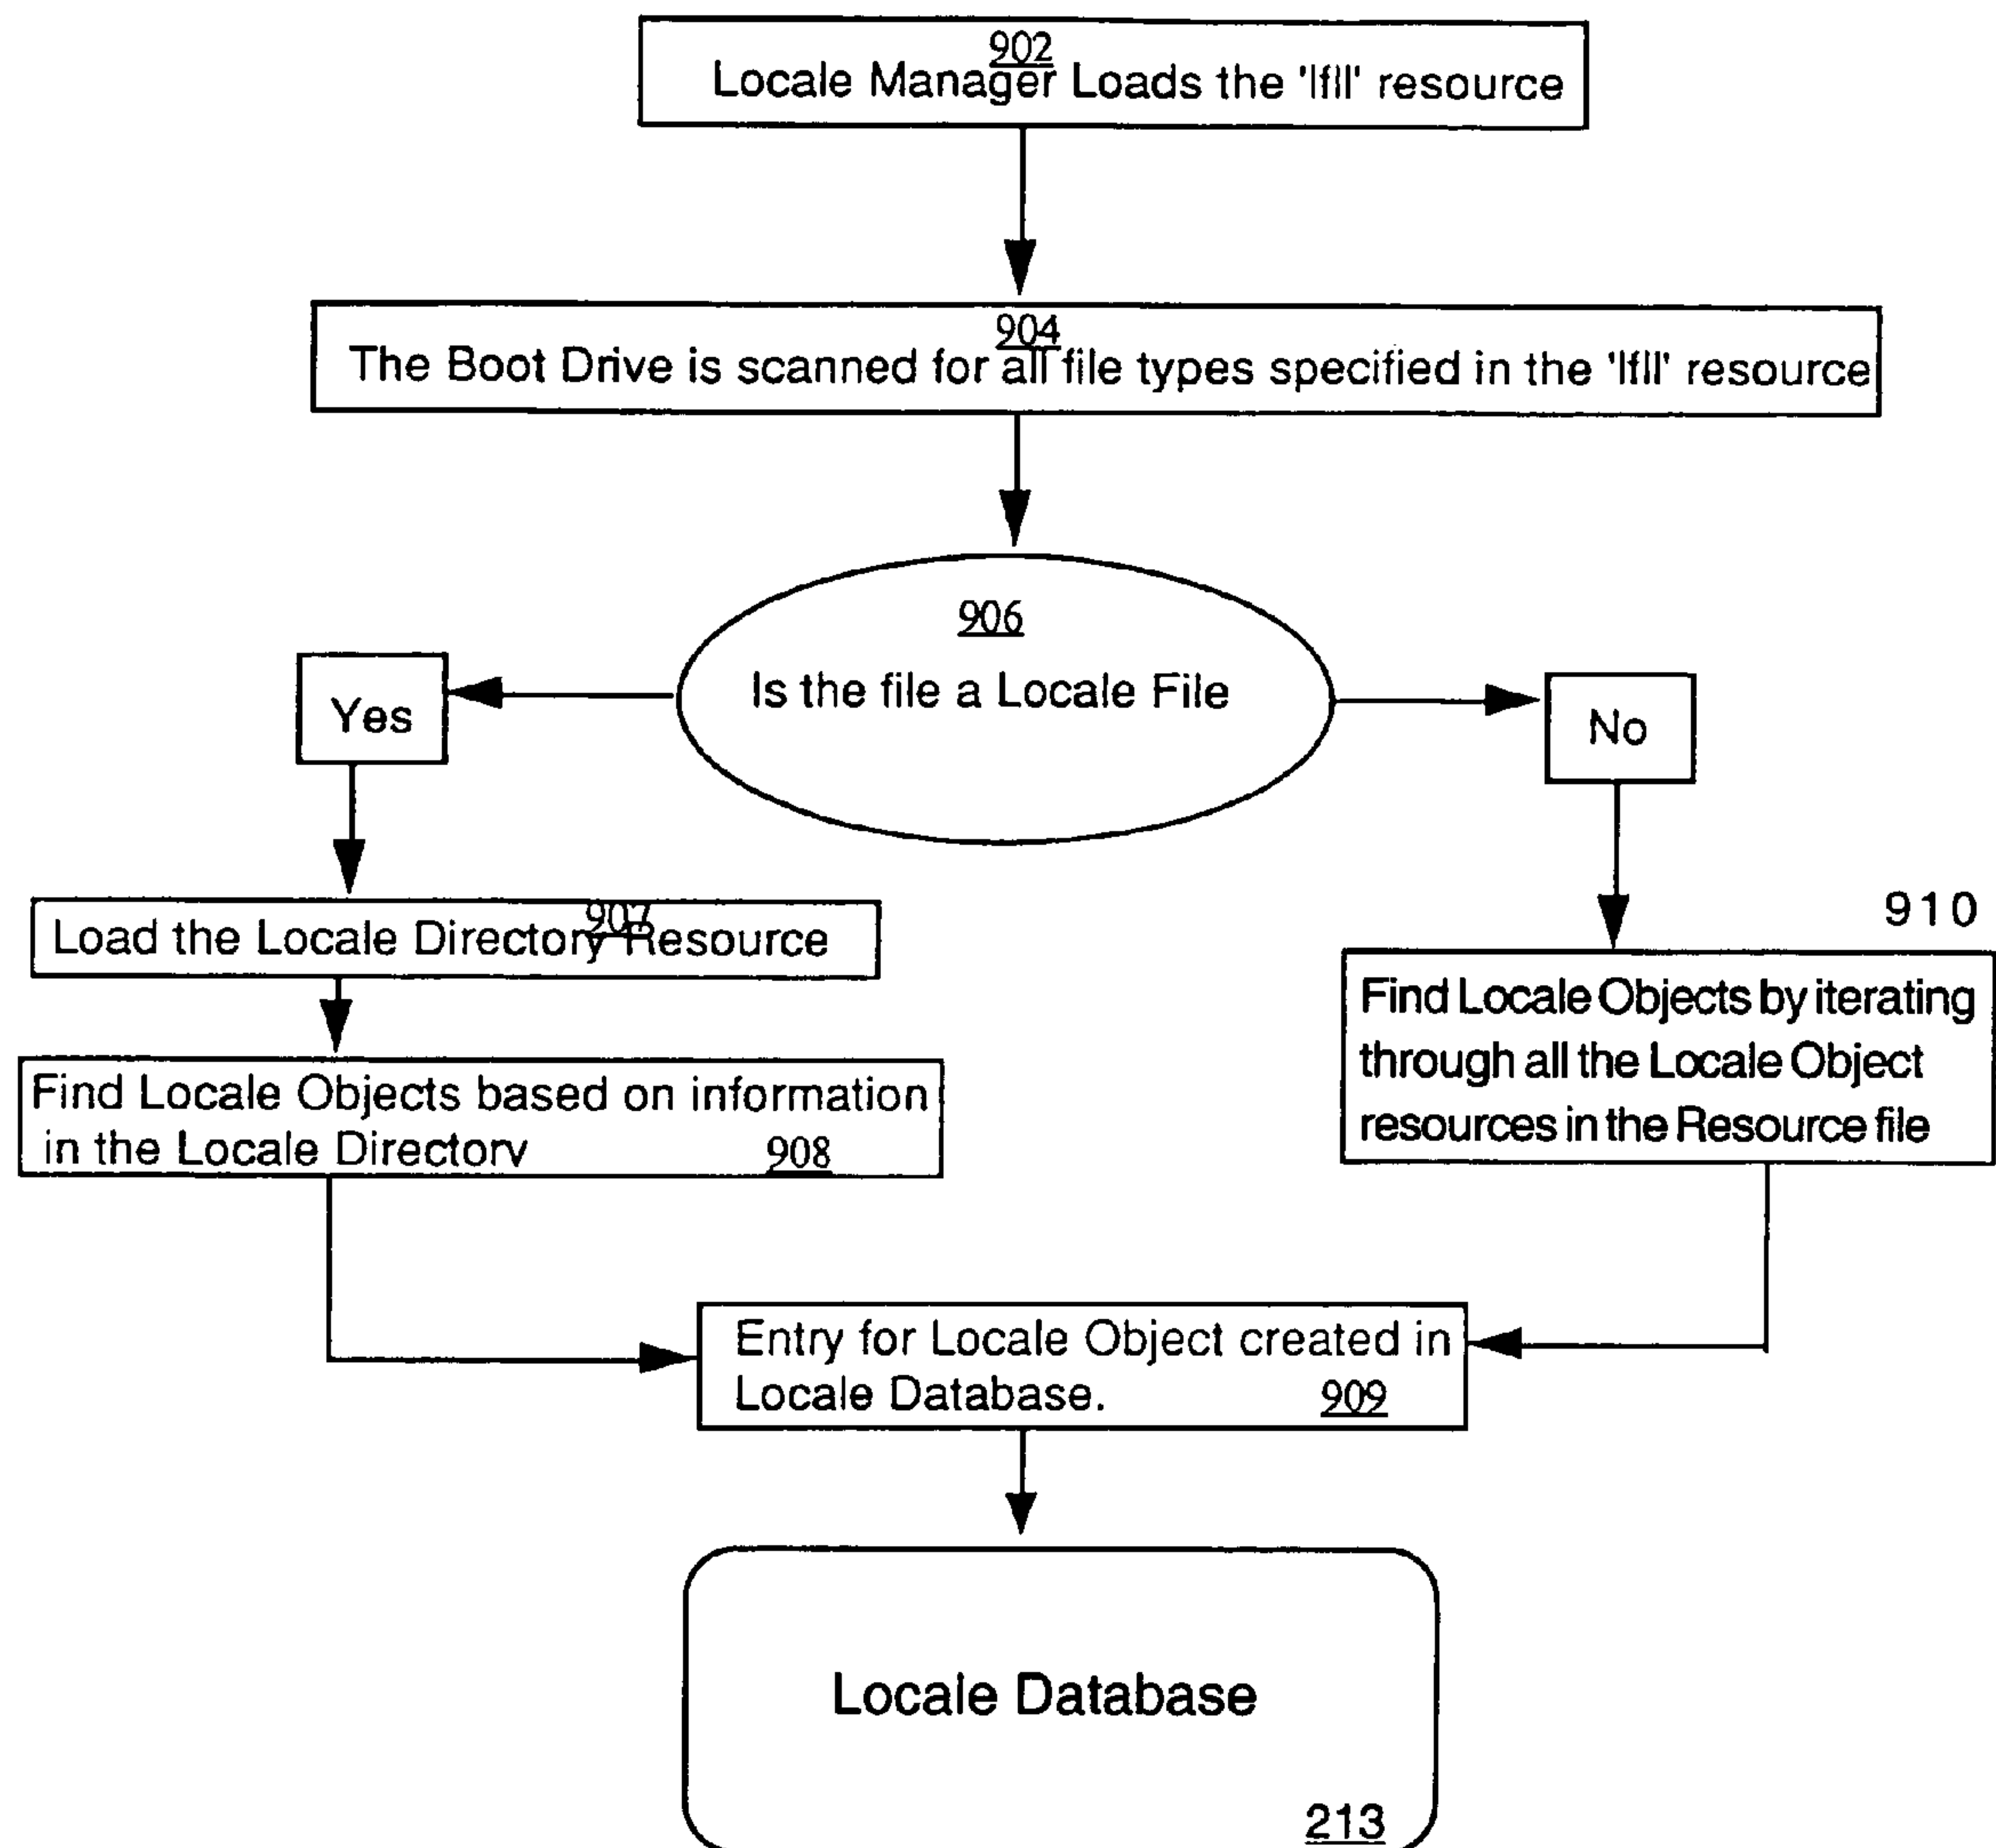 902
Locale Manager Loads the 'lfll' resource
904
The Boot Drive is scanned for all file types specified in the 'lfll' resource
906
Is the file a Locale File
Yes
No
907
Load the Locale Directory Resource
910
Find Locale Objects based on information
in the Locale Directory 908
Find Locale Objects by iterating
through all the Locale Object
resources in the Resource file
Entry for Locale Object created in
Locale Database. 909
Locale Database
213